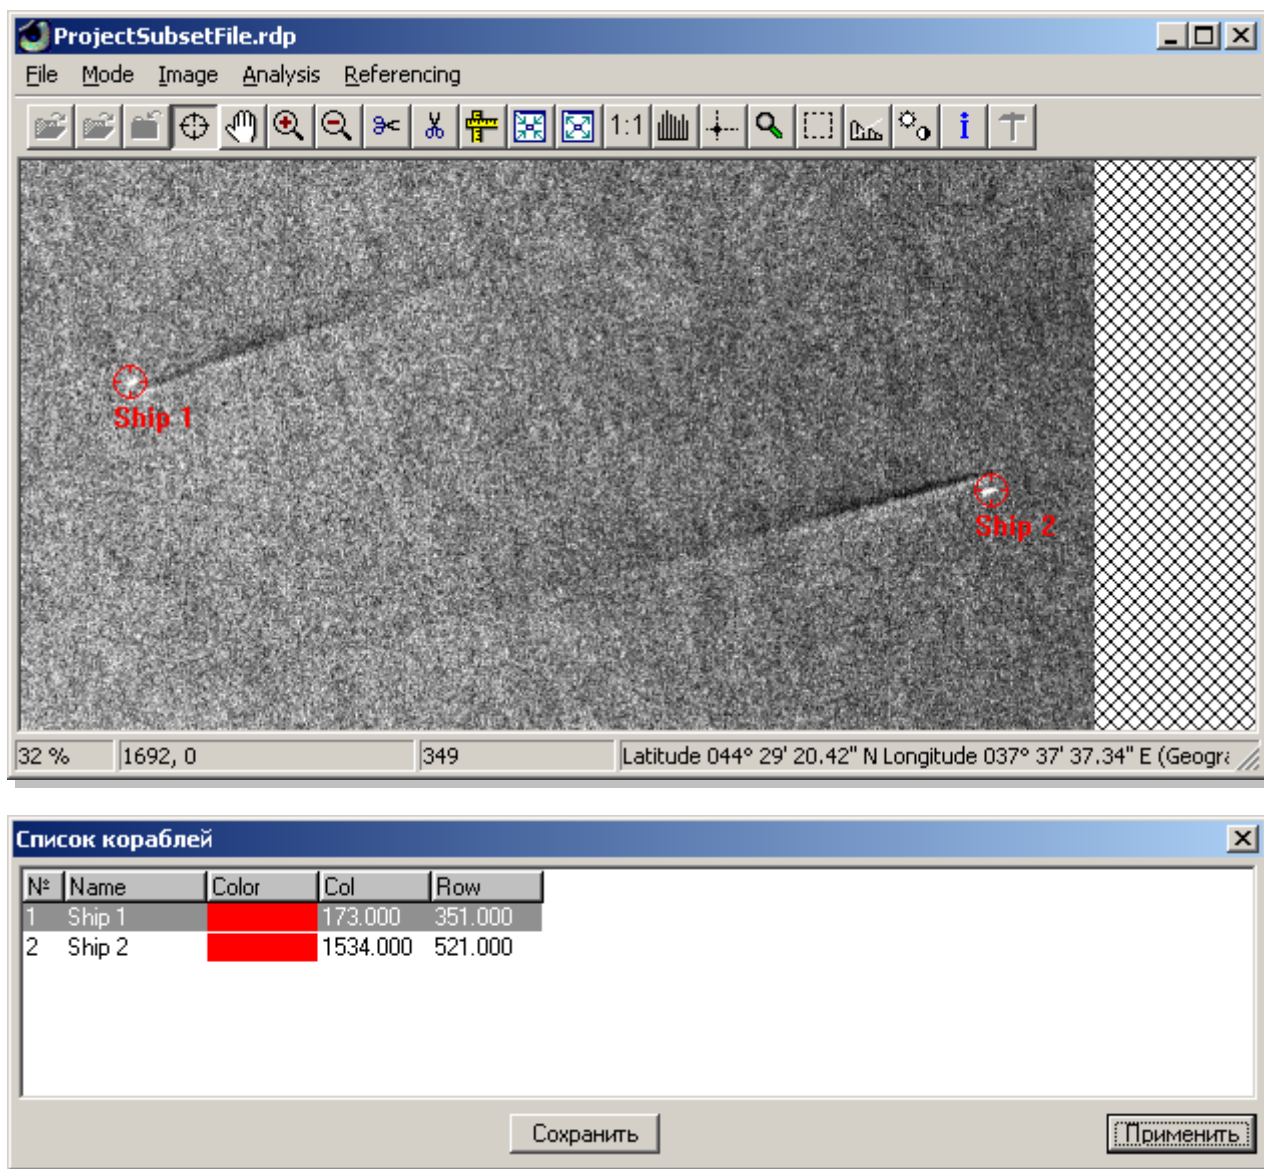 ProjectSubsetFile.rdp
File Mode Image Analysis Referencing
1:1
Ship 1
Ship 2
32 % 1692, 0 349 Latitude 044° 29' 20.42" N Longitude 037° 37' 37.34" E (Geogra
Список кораблей
№ Name Color Col Row
1 Ship 1 173.000 351.000
2 Ship 2 1534.000 521.000
Сохранить Применить